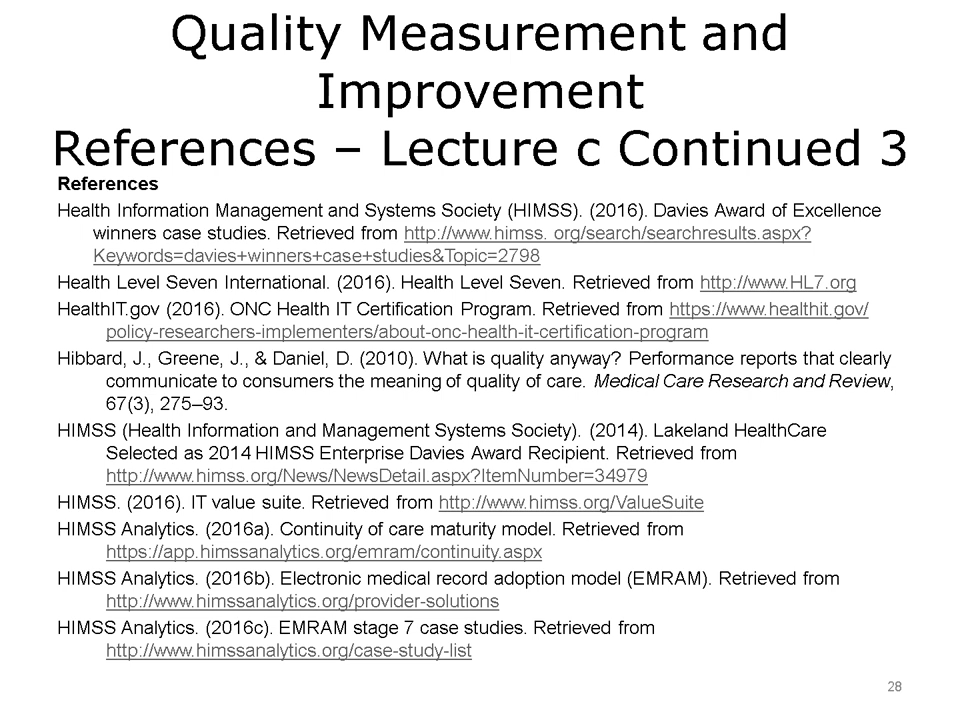 Quality Measurement and
Improvement
References – Lecture c Continued 3
References
Health Information Management and Systems Society (HIMSS). (2016). Davies Award of Excellence
winners case studies. Retrieved from http://www.himss. org/search/searchresults.aspx?
Keywords=davies+winners+case+studies&Topic=2798
Health Level Seven International. (2016). Health Level Seven. Retrieved from http://www.HL7.org
HealthIT.gov (2016). ONC Health IT Certification Program. Retrieved from https://www.healthit.gov/
policy-researchers-implementers/about-onc-health-it-certification-program
Hibbard, J., Greene, J., & Daniel, D. (2010). What is quality anyway? Performance reports that clearly
communicate to consumers the meaning of quality of care. Medical Care Research and Review,
67(3), 275–93.
HIMSS (Health Information and Management Systems Society). (2014). Lakeland HealthCare
Selected as 2014 HIMSS Enterprise Davies Award Recipient. Retrieved from
http://www.himss.org/News/NewsDetail.aspx?ItemNumber=34979
HIMSS. (2016). IT value suite. Retrieved from http://www.himss.org/ValueSuite
HIMSS Analytics. (2016a). Continuity of care maturity model. Retrieved from
https://app.himssanalytics.org/emram/continuity.aspx
HIMSS Analytics. (2016b). Electronic medical record adoption model (EMRAM). Retrieved from
http://www.himssanalytics.org/provider-solutions
HIMSS Analytics. (2016c). EMRAM stage 7 case studies. Retrieved from
http://www.himssanalytics.org/case-study-list
28